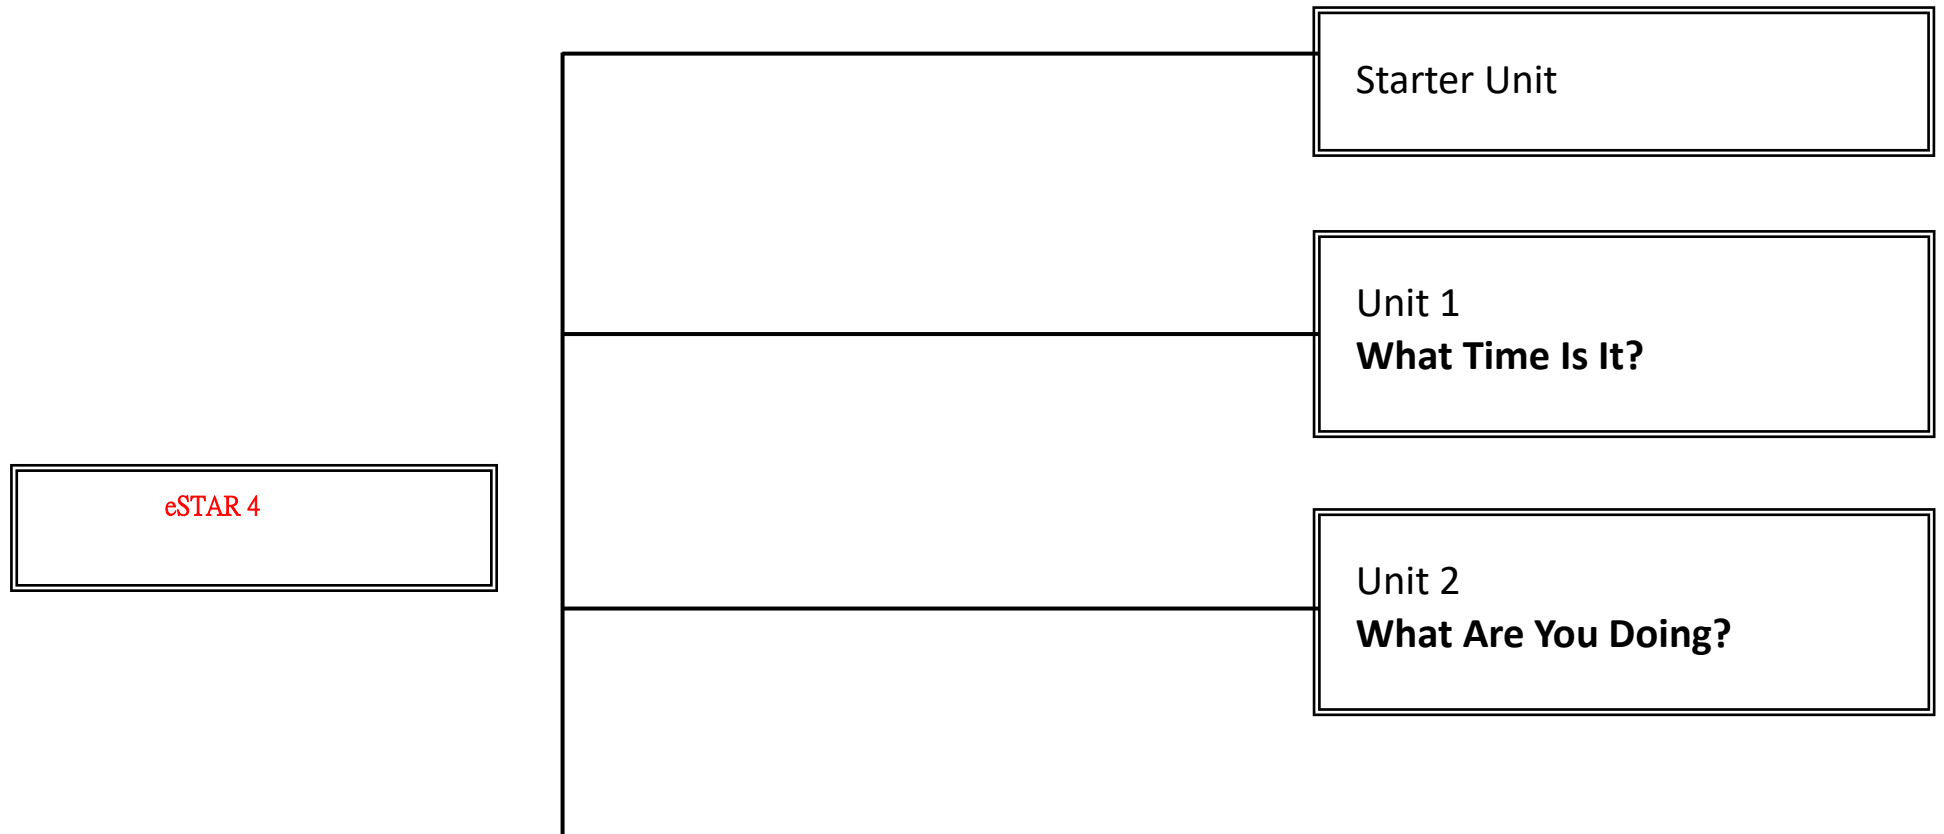 Starter Unit
Unit 1
What Time Is It?
eSTAR 4
Unit 2
What Are You Doing?